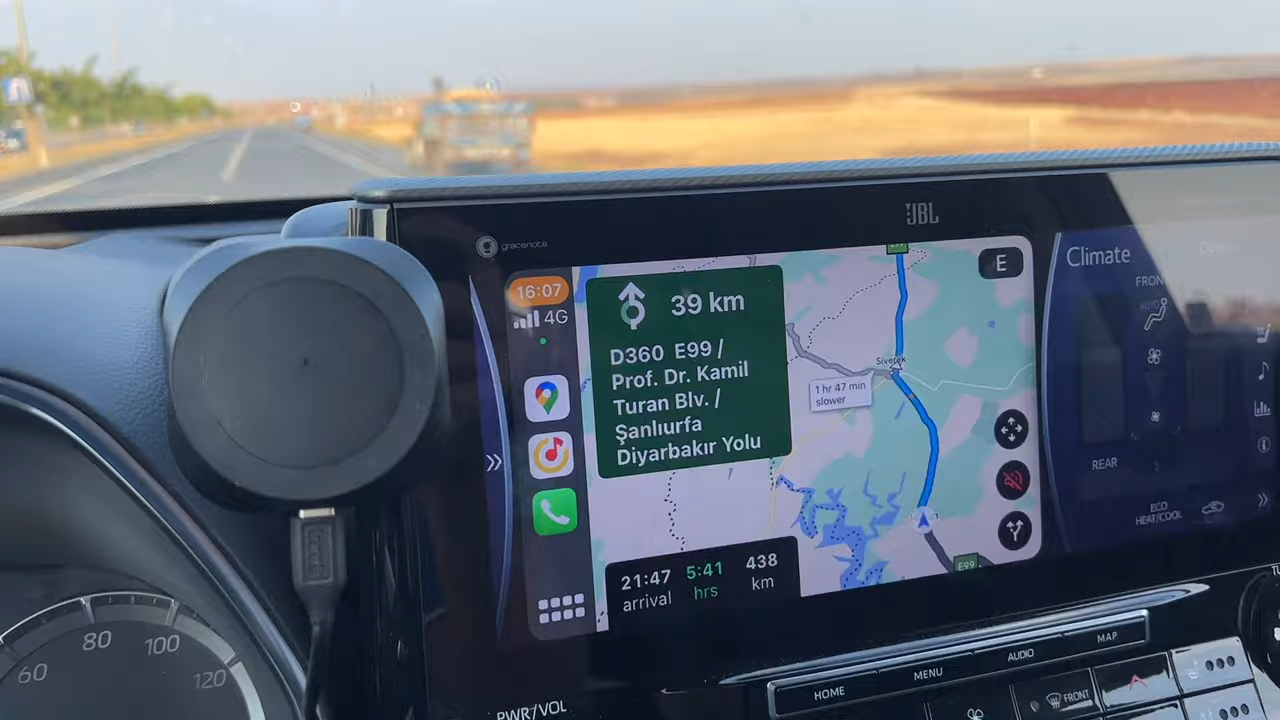 JBL
gracenote
16:07
4G
39 km
D360 E99 /
Prof. Dr. Kamil
Turan Blv. /
Şanlıurfa
Diyarbakır Yolu
E
Siverek
1 hr 47 min
slower
E99
21:47
arrival
5:41
hrs
438
km
Climate
FRONT
AUTO
REAR
ECO
HEAT/COOL
60
80
100
120
PWR/VOL
HOME
MENU
AUDIO
MAP
FRONT